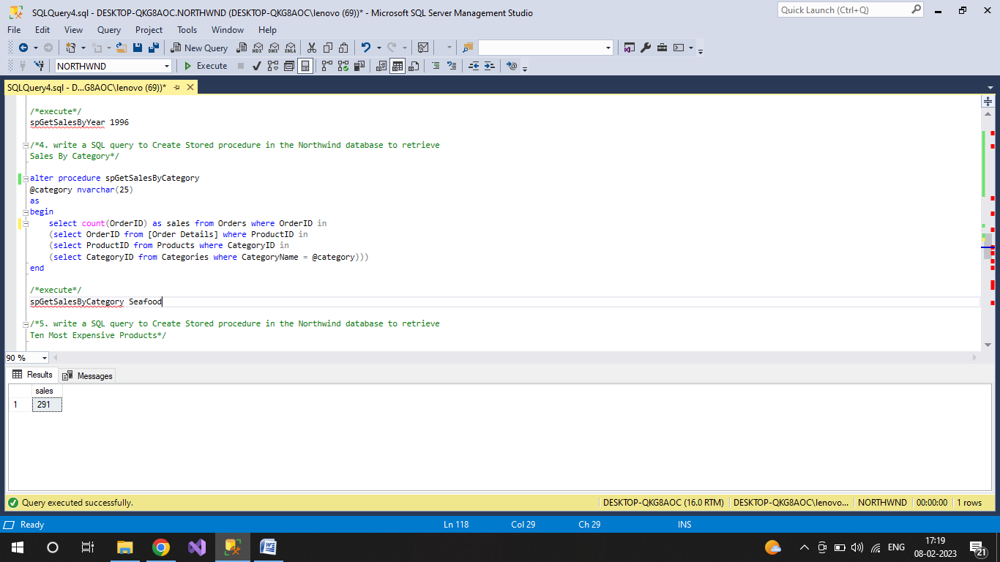 SQLQuery4.sql - DESKTOP-QKG8AOC.NORTHWND (DESKTOP-QKG8AOC\lenovo (69))* - Microsoft SQL Server Management Studio
Quick Launch (Ctrl+Q)
File Edit View Query Project Tools Window Help
New Query MDX DMX XMLA
NORTHWND Execute
SQLQuery4.sql - D...G8AOC\lenovo (69))*
/*execute*/
spGetSalesByYear 1996
/*4. write a SQL query to Create Stored procedure in the Northwind database to retrieve
Sales By Category*/
alter procedure spGetSalesByCategory
@category nvarchar(25)
as
begin
select count(OrderID) as sales from Orders where OrderID in
(select OrderID from [Order Details] where ProductID in
(select ProductID from Products where CategoryID in
(select CategoryID from Categories where CategoryName = @category)))
end
/*execute*/
spGetSalesByCategory Seafood
/*5. write a SQL query to Create Stored procedure in the Northwind database to retrieve
Ten Most Expensive Products*/
90 %
Results Messages
sales
1 291
Query executed successfully. DESKTOP-QKG8AOC (16.0 RTM) DESKTOP-QKG8AOC\lenovo... NORTHWND 00:00:00 1 rows
Ready Ln 118 Col 29 Ch 29 INS
ENG 17:19
08-02-2023 21